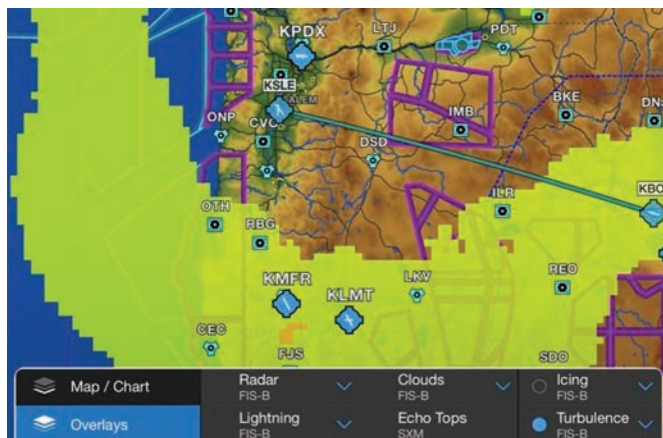 KPDX
LTJ
PDT
KSLE
SALEM
ONP
CVO
IMB
BKE
DSD
KBO
OTH
RBG
ILR
KMFR
KLMT
LKV
REO
CEC
FJS
SDO
Map / Chart
Radar
FIS-B
Clouds
FIS-B
Icing
FIS-B
Overlays
Lightning
FIS-B
Echo Tops
SXM
Turbulence
FIS-B